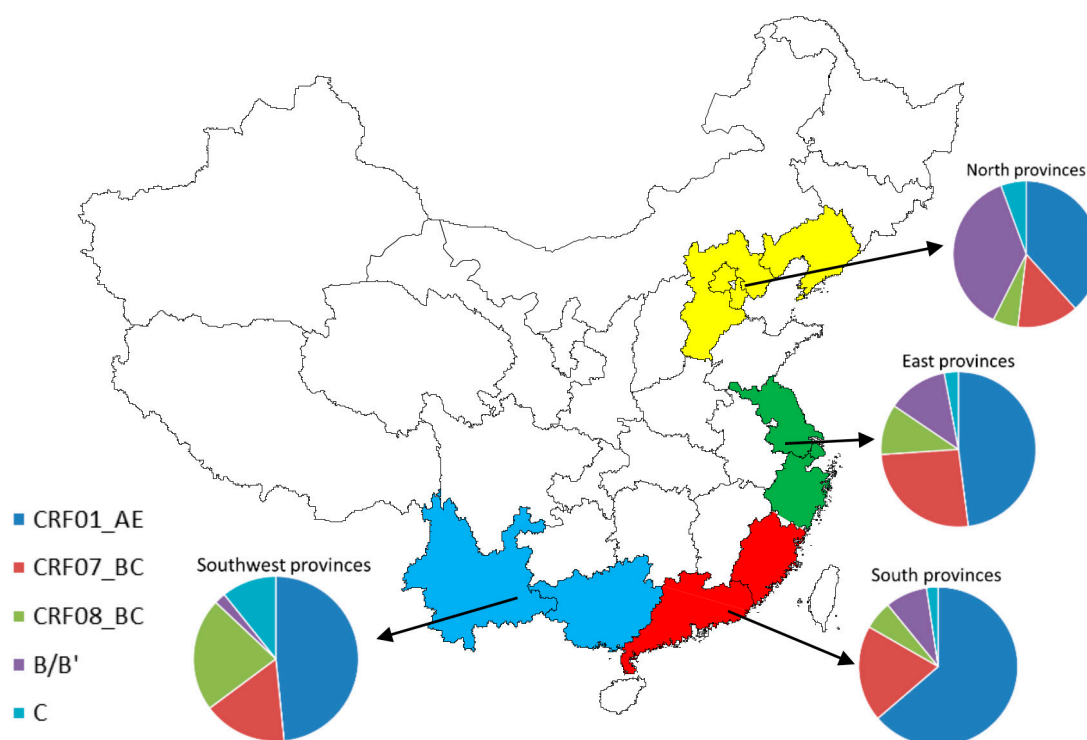 North provinces
East provinces
CRF01_AE
CRF07_BC
CRF08_BC
B/B'
C
Southwest provinces
South provinces